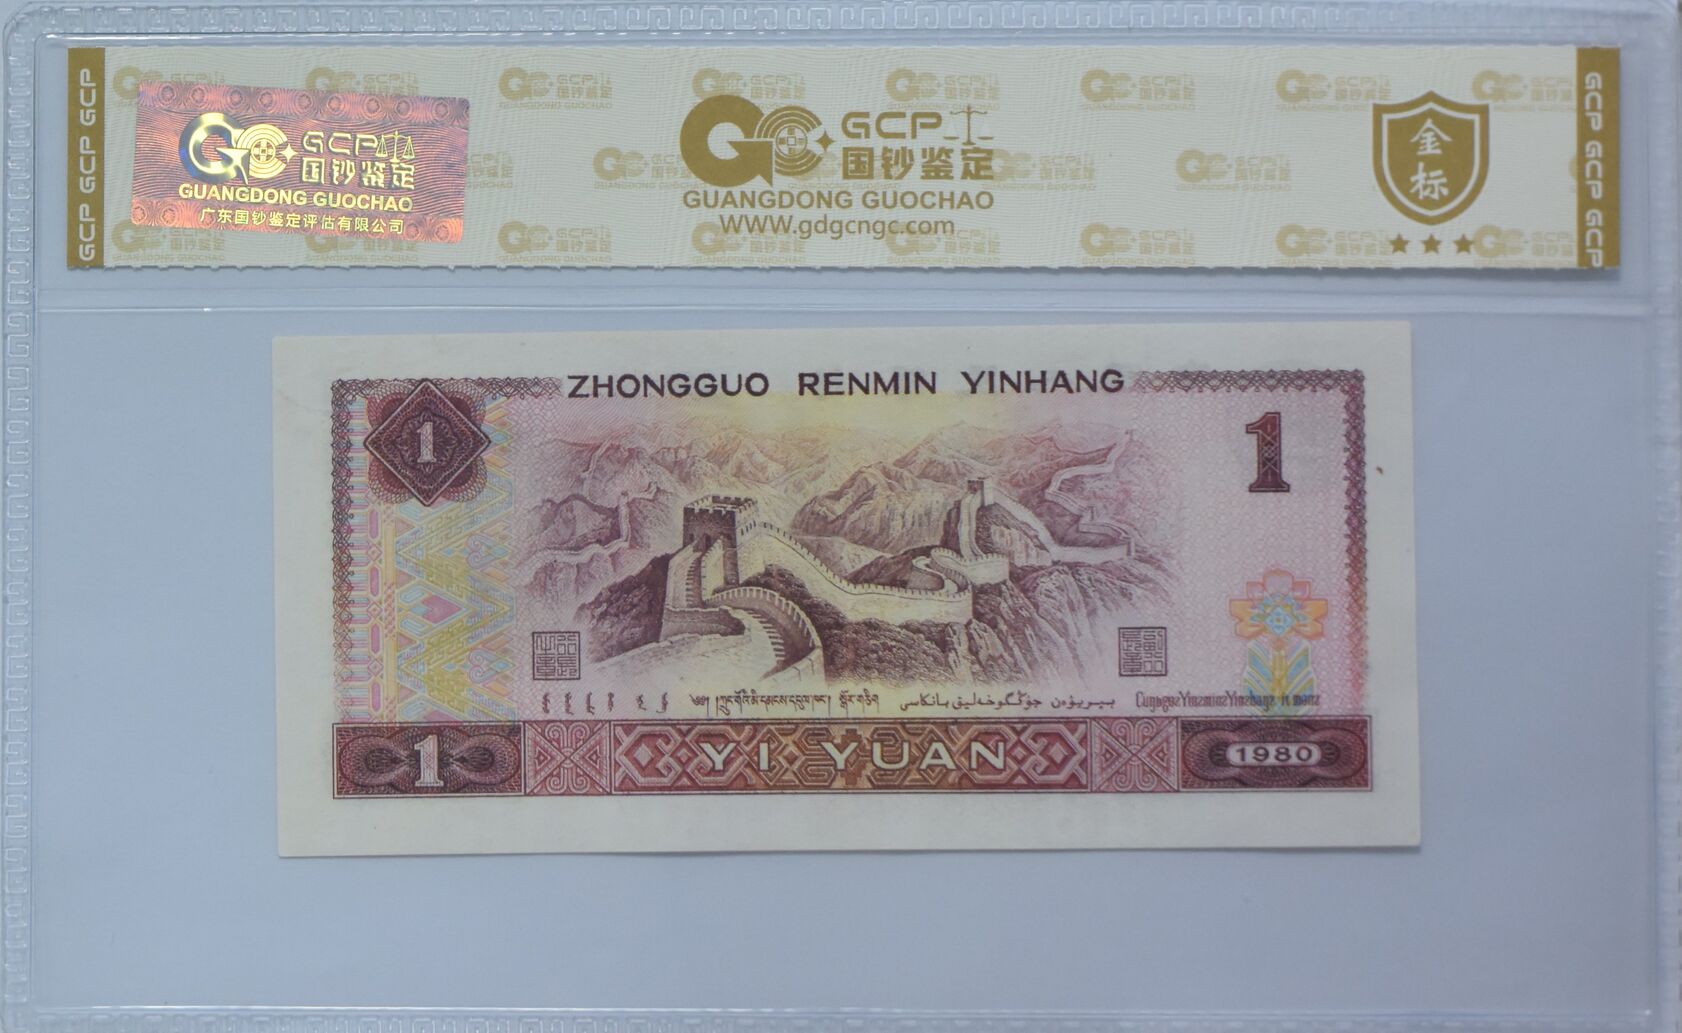 GCP GCP GCP
GCP
国钞鉴定
GUANGDONG GUOCHAO
广东国钞鉴定评估有限公司
GCP
国钞鉴定
GUANGDONG GUOCHAO
WWW.gdgcngc.com
金标
GCP GCP GCP
ZHONGGUO RENMIN YINHANG
1
1
1
YI YUAN
1980